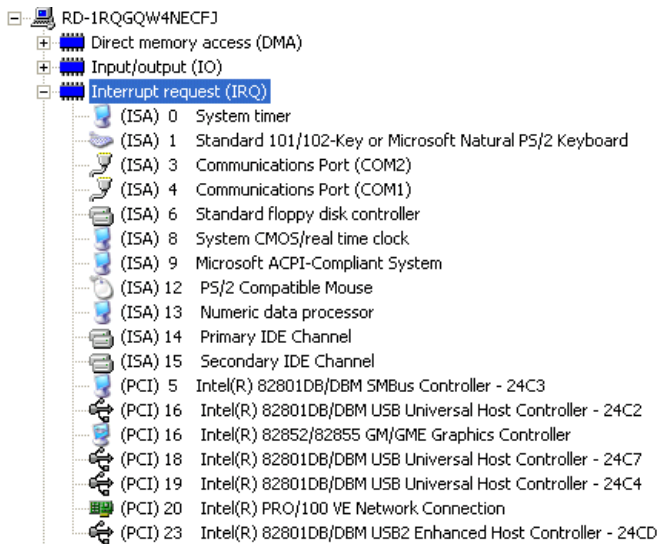 RD-1RQGQW4NECFJ
Direct memory access (DMA)
Input/output (IO)
Interrupt request (IRQ)
(ISA) 0 System timer
(ISA) 1 Standard 101/102-Key or Microsoft Natural PS/2 Keyboard
(ISA) 3 Communications Port (COM2)
(ISA) 4 Communications Port (COM1)
(ISA) 6 Standard floppy disk controller
(ISA) 8 System CMOS/real time clock
(ISA) 9 Microsoft ACPI-Compliant System
(ISA) 12 PS/2 Compatible Mouse
(ISA) 13 Numeric data processor
(ISA) 14 Primary IDE Channel
(ISA) 15 Secondary IDE Channel
(PCI) 5 Intel(R) 82801DB/DBM SMBus Controller - 24C3
(PCI) 16 Intel(R) 82801DB/DBM USB Universal Host Controller - 24C2
(PCI) 16 Intel(R) 82852/82855 GM/GME Graphics Controller
(PCI) 18 Intel(R) 82801DB/DBM USB Universal Host Controller - 24C7
(PCI) 19 Intel(R) 82801DB/DBM USB Universal Host Controller - 24C4
(PCI) 20 Intel(R) PRO/100 VE Network Connection
(PCI) 23 Intel(R) 82801DB/DBM USB2 Enhanced Host Controller - 24CD